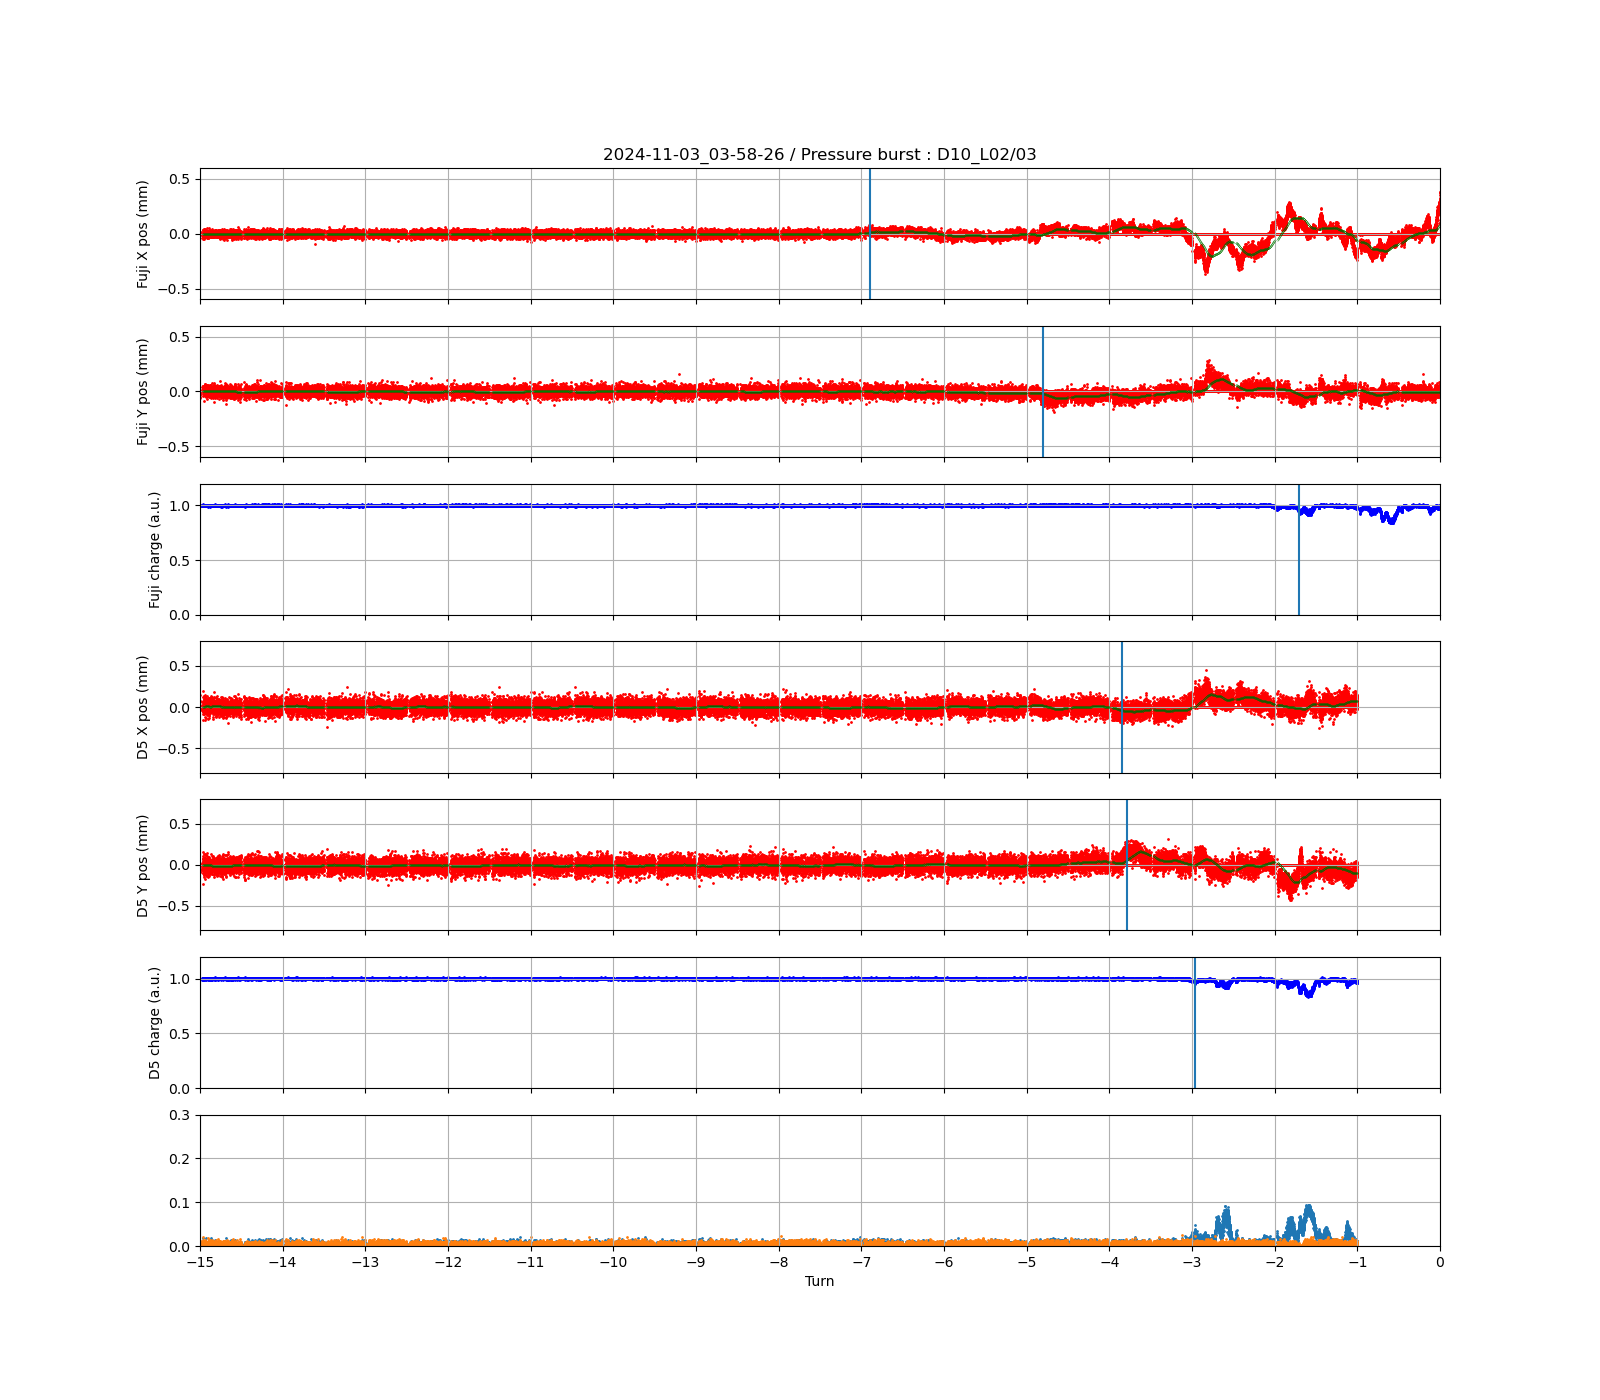 2024-11-03_03-58-26 / Pressure burst : D10_L02/03
Fuji X pos (mm)
0.5
0.0
−0.5
Fuji Y pos (mm)
0.5
0.0
−0.5
Fuji charge (a.u.)
1.0
0.5
0.0
D5 X pos (mm)
0.5
0.0
−0.5
D5 Y pos (mm)
0.5
0.0
−0.5
D5 charge (a.u.)
1.0
0.5
0.0
0.3
0.2
0.1
0.0
−15 −14 −13 −12 −11 −10 −9 −8 −7 −6 −5 −4 −3 −2 −1 0
Turn